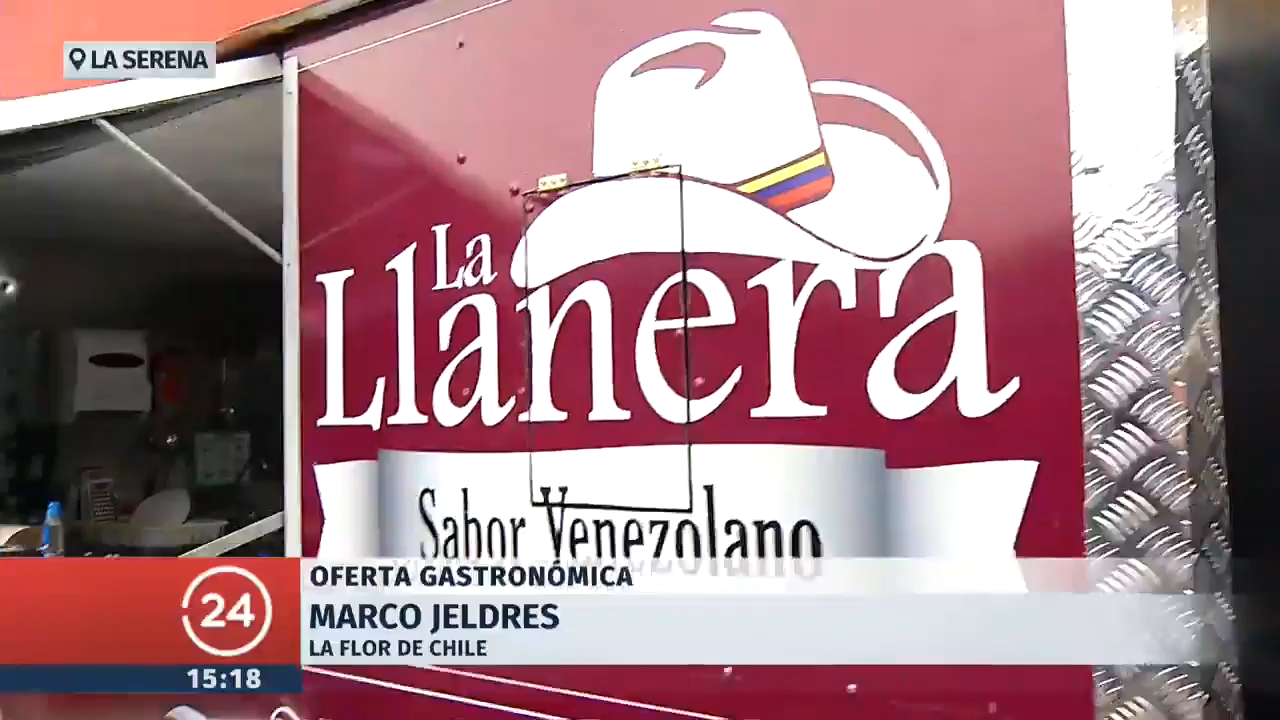 LA SERENA
La
Llanera
Sabor Venezolano
OFERTA GASTRONÓMICA
24
MARCO JELDRES
LA FLOR DE CHILE
15:18